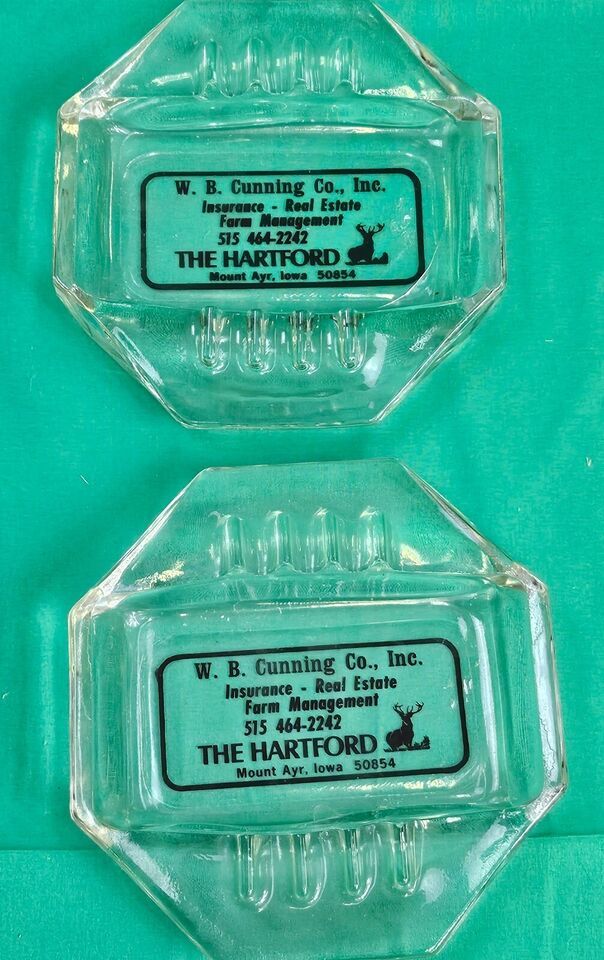 W. B. Cunning Co., Inc.
Insurance - Real Estate
Farm Management
515 464-2242
THE HARTFORD
Mount Ayr, Iowa 50854
W. B. Cunning Co., Inc.
Insurance - Real Estate
Farm Management
515 464-2242
THE HARTFORD
Mount Ayr, Iowa 50854